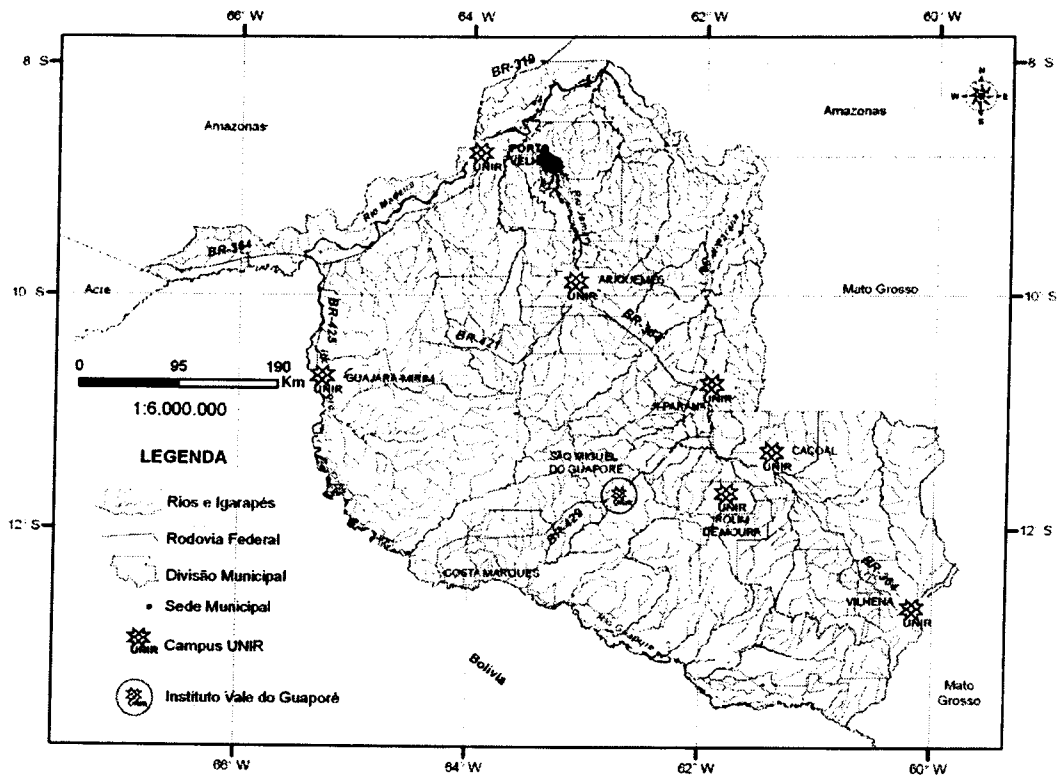 66° W
64° W
62° W
60° W
8° S
BR-319
8° S
N
W
E
S
Amazonas
Amazonas
PORTO
VELHO
UNIR
Rio Madeira
Rio Jamari
BR-364
ARIQUEMES
UNIR
10° S
Acre
Mato Grosso
10° S
BR-425
BR-421
BR-364
0 95 190
Km
GUAJARÁ-MIRIM
UNIR
UNIR
1:6.000.000
JI-PARANÁ
LEGENDA
SÃO MIGUEL
DO GUAPORÉ
CACOAL
UNIR
Rios e Igarapés
UNIR
ROLIM
DE MOURA
12° S
BR-429
12° S
Rodovia Federal
Divisão Municipal
COSTA MARQUES
BR-364
Sede Municipal
VILHENA
UNIR
UNIR
Campus UNIR
Rio Guaporé
Bolívia
Instituto Vale do Guaporé
Mato
Grosso
66° W
64° W
62° W
60° W